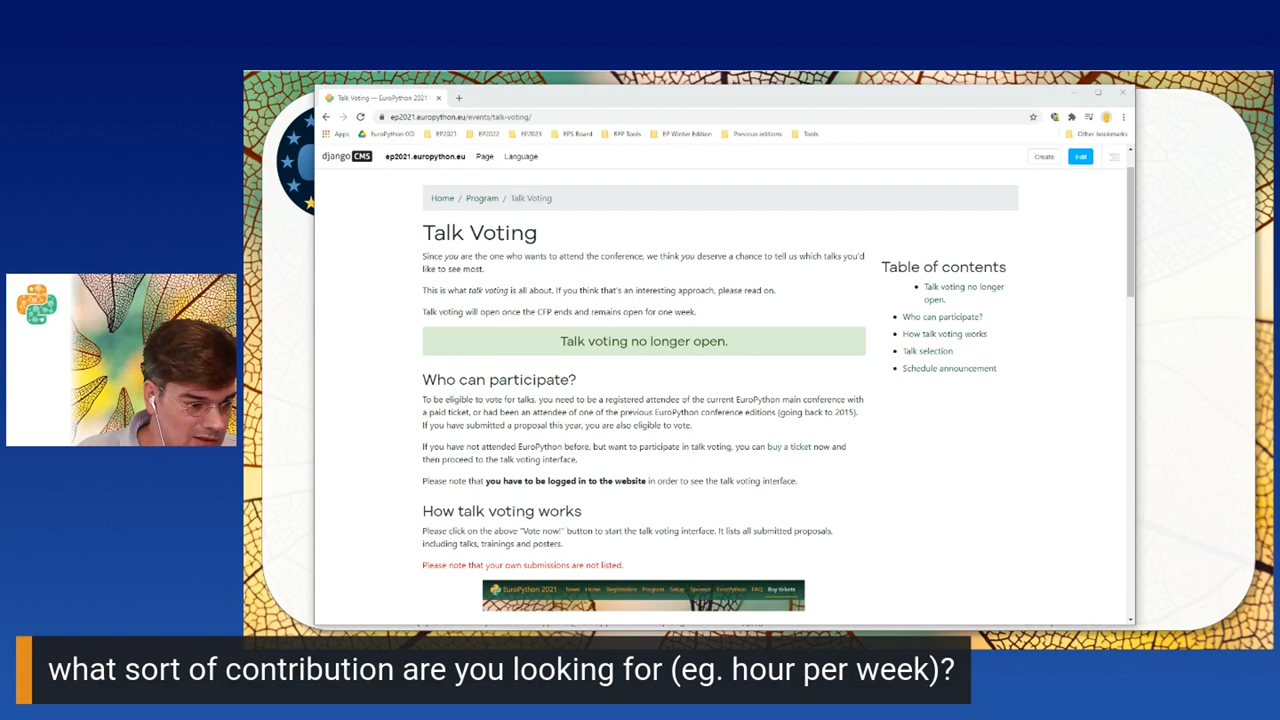 Talk Voting — EuroPython 2021
ep2021.europython.eu/events/talk-voting/
Apps EuroPython GD EP2021 EP2022 EP2023 EPS Board RFP Tools EP Winter Edition Previous editions Tools Other bookmarks
django CMS ep2021.europython.eu Page Language Create Edit
Home / Program / Talk Voting
Talk Voting
Since you are the one who wants to attend the conference, we think you deserve a chance to tell us which talks you'd
like to see most.
This is what talk voting is all about. If you think that's an interesting approach, please read on.
Talk voting will open once the CFP ends and remains open for one week.
Talk voting no longer open.
Who can participate?
To be eligible to vote for talks, you need to be a registered attendee of the current EuroPython main conference with
a paid ticket, or had been an attendee of one of the previous EuroPython conference editions (going back to 2015).
If you have submitted a proposal this year, you are also eligible to vote.
If you have not attended EuroPython before, but want to participate in talk voting, you can buy a ticket now and
then proceed to the talk voting interface.
Please note that you have to be logged in to the website in order to see the talk voting interface.
How talk voting works
Please click on the above "Vote now!" button to start the talk voting interface. It lists all submitted proposals,
including talks, trainings and posters.
Please note that your own submissions are not listed.
EuroPython 2021 News Home Registration Program Setup Sponsor EuroPython FAQ Buy tickets
Table of contents
Talk voting no longer
open.
Who can participate?
How talk voting works
Talk selection
Schedule announcement
what sort of contribution are you looking for (eg. hour per week)?